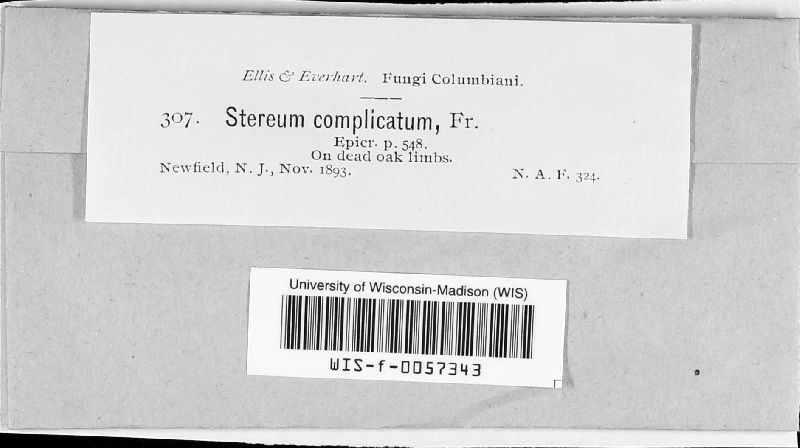 Ellis & Everhart. Fungi Columbiani.
307. Stereum complicatum, Fr.
Epicr. p. 548.
On dead oak limbs.
Newfield, N. J., Nov. 1893. N. A. F. 324.
University of Wisconsin-Madison (WIS)
WIS-f-0057343